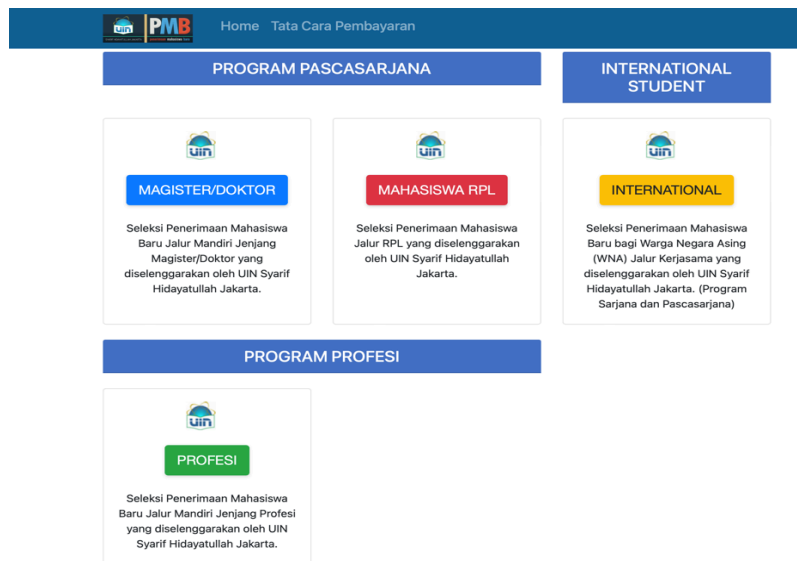 uin PMB Home Tata Cara Pembayaran
PROGRAM PASCASARJANA
INTERNATIONAL
STUDENT
uin
MAGISTER/DOKTOR
Seleksi Penerimaan Mahasiswa
Baru Jalur Mandiri Jenjang
Magister/Doktor yang
diselenggarakan oleh UIN Syarif
Hidayatullah Jakarta.
uin
MAHASISWA RPL
Seleksi Penerimaan Mahasiswa
Jalur RPL yang diselenggarakan
oleh UIN Syarif Hidayatullah
Jakarta.
uin
INTERNATIONAL
Seleksi Penerimaan Mahasiswa
Baru bagi Warga Negara Asing
(WNA) Jalur Kerjasama yang
diselenggarakan oleh UIN Syarif
Hidayatullah Jakarta. (Program
Sarjana dan Pascasarjana)
PROGRAM PROFESI
uin
PROFESI
Seleksi Penerimaan Mahasiswa
Baru Jalur Mandiri Jenjang Profesi
yang diselenggarakan oleh UIN
Syarif Hidayatullah Jakarta.